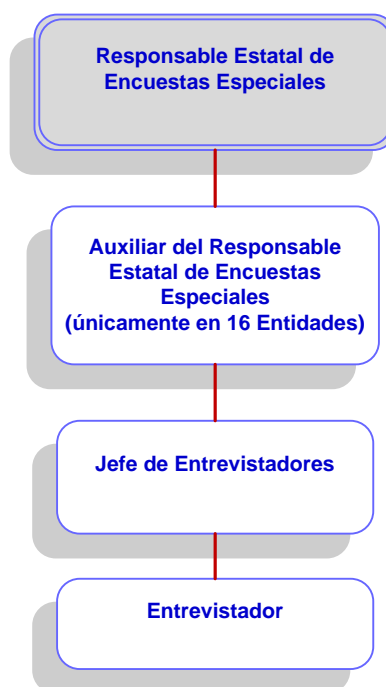 Responsable Estatal de
Encuestas Especiales
Auxiliar del Responsable
Estatal de Encuestas
Especiales
(únicamente en 16 Entidades)
Jefe de Entrevistadores
Entrevistador